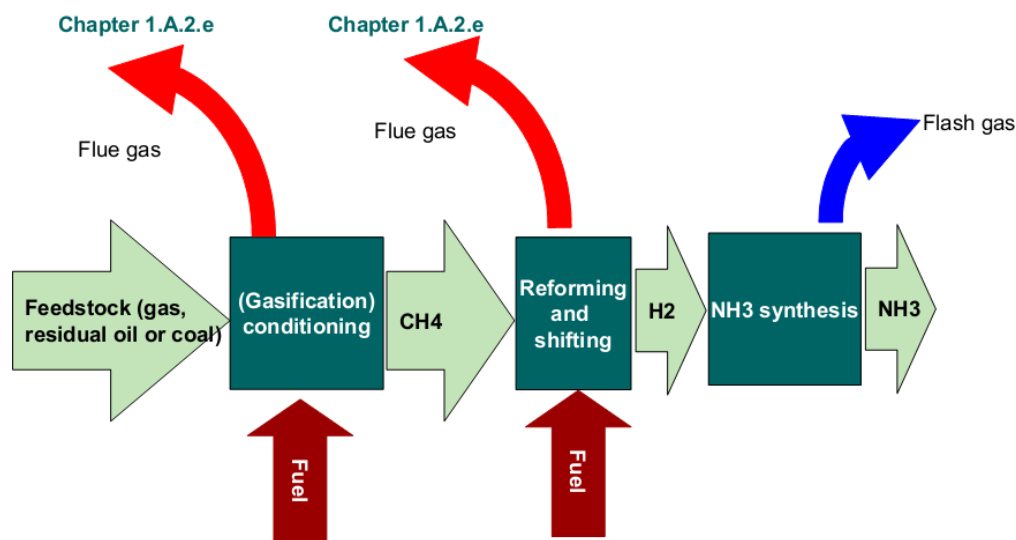 Chapter 1.A.2.e
Chapter 1.A.2.e
Flue gas
Flue gas
Flash gas
Feedstock (gas,
residual oil or coal)
(Gasification)
conditioning
CH4
Reforming
and
shifting
H2
NH3 synthesis
NH3
Fuel
Fuel